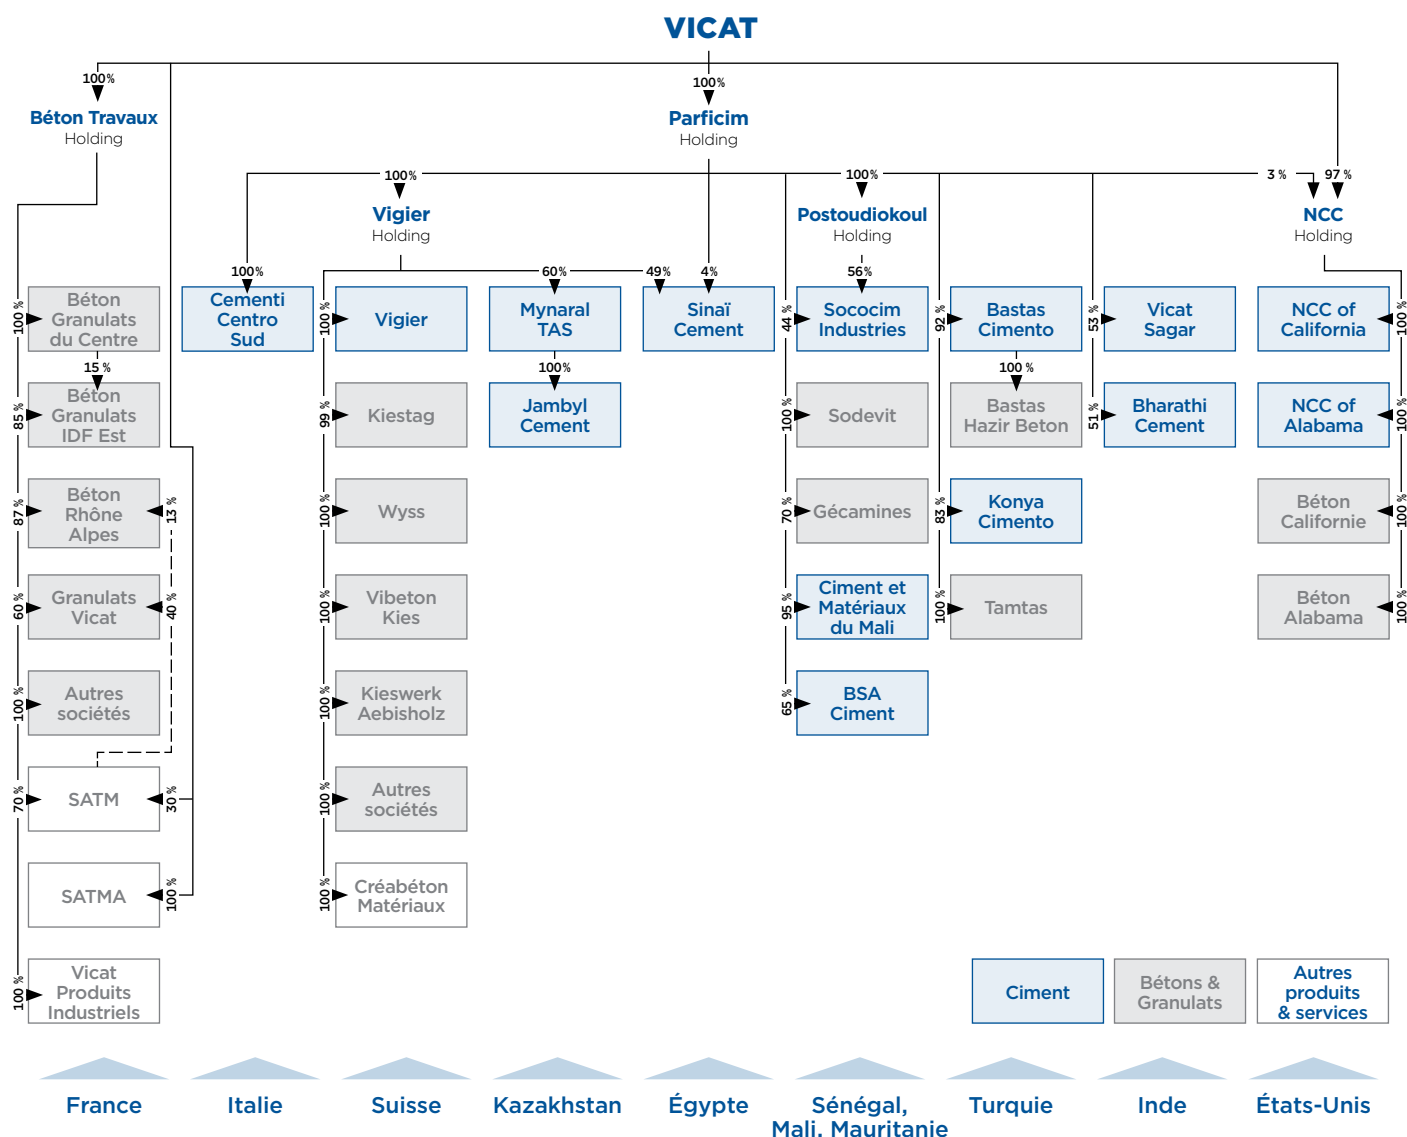 VICAT
100%
100%
Béton Travaux
Holding
Parficim
Holding
100%
100%
3 %
97 %
Vigier
Holding
Postoudiokoul
Holding
NCC
Holding
100%
60%
49%
4%
56%
100 %
Béton
Granulats
du Centre
Cementi
Centro
Sud
100 %
Vigier
Mynaral
TAS
Sinaï
Cement
44 %
Sococim
Industries
92 %
Bastas
Cimento
53 %
Vicat
Sagar
NCC of
California
100 %
15 %
100%
100 %
85 %
Béton
Granulats
IDF Est
99 %
Kiestag
Jambyl
Cement
100 %
Sodevit
Bastas
Hazir Beton
51 %
Bharathi
Cement
NCC of
Alabama
100 %
87 %
Béton
Rhône
Alpes
13 %
100 %
Wyss
70 %
Gécamines
83 %
Konya
Cimento
Béton
Californie
100 %
60 %
Granulats
Vicat
40 %
100 %
Vibeton
Kies
95 %
Ciment et
Matériaux
du Mali
100 %
Tamtas
Béton
Alabama
100 %
100 %
Autres
sociétés
100 %
Kieswerk
Aebisholz
65 %
BSA
Ciment
70 %
SATM
30 %
100 %
Autres
sociétés
SATMA
100 %
100 %
Créabéton
Matériaux
100 %
Vicat
Produits
Industriels
Ciment
Bétons &
Granulats
Autres
produits
& services
France
Italie
Suisse
Kazakhstan
Égypte
Sénégal,
Mali, Mauritanie
Turquie
Inde
États-Unis